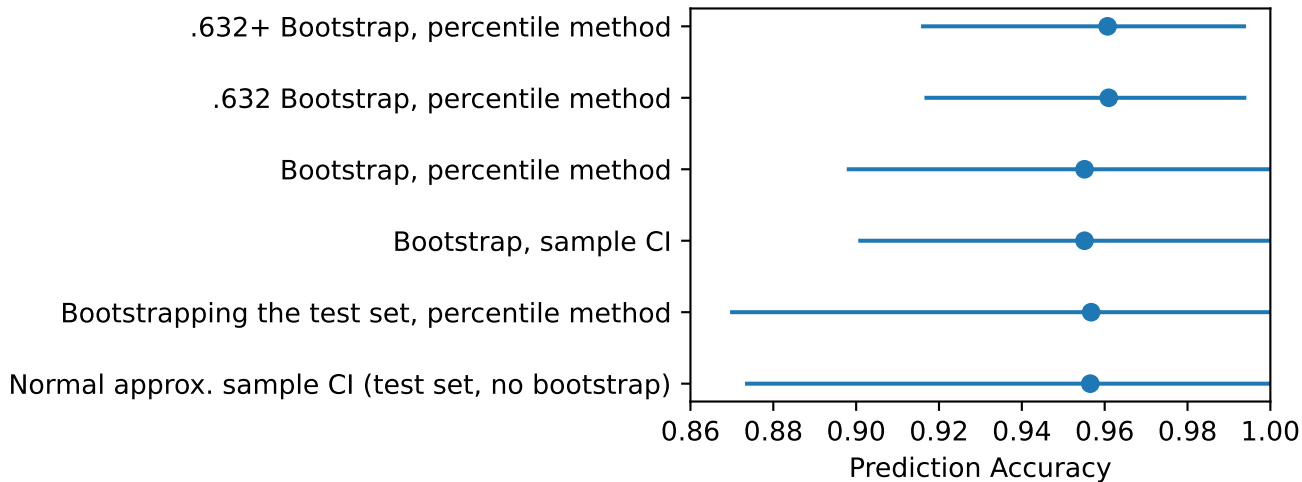 .632+ Bootstrap, percentile method
.632 Bootstrap, percentile method
Bootstrap, percentile method
Bootstrap, sample CI
Bootstrapping the test set, percentile method
Normal approx. sample CI (test set, no bootstrap)
0.86 0.88 0.90 0.92 0.94 0.96 0.98 1.00
Prediction Accuracy